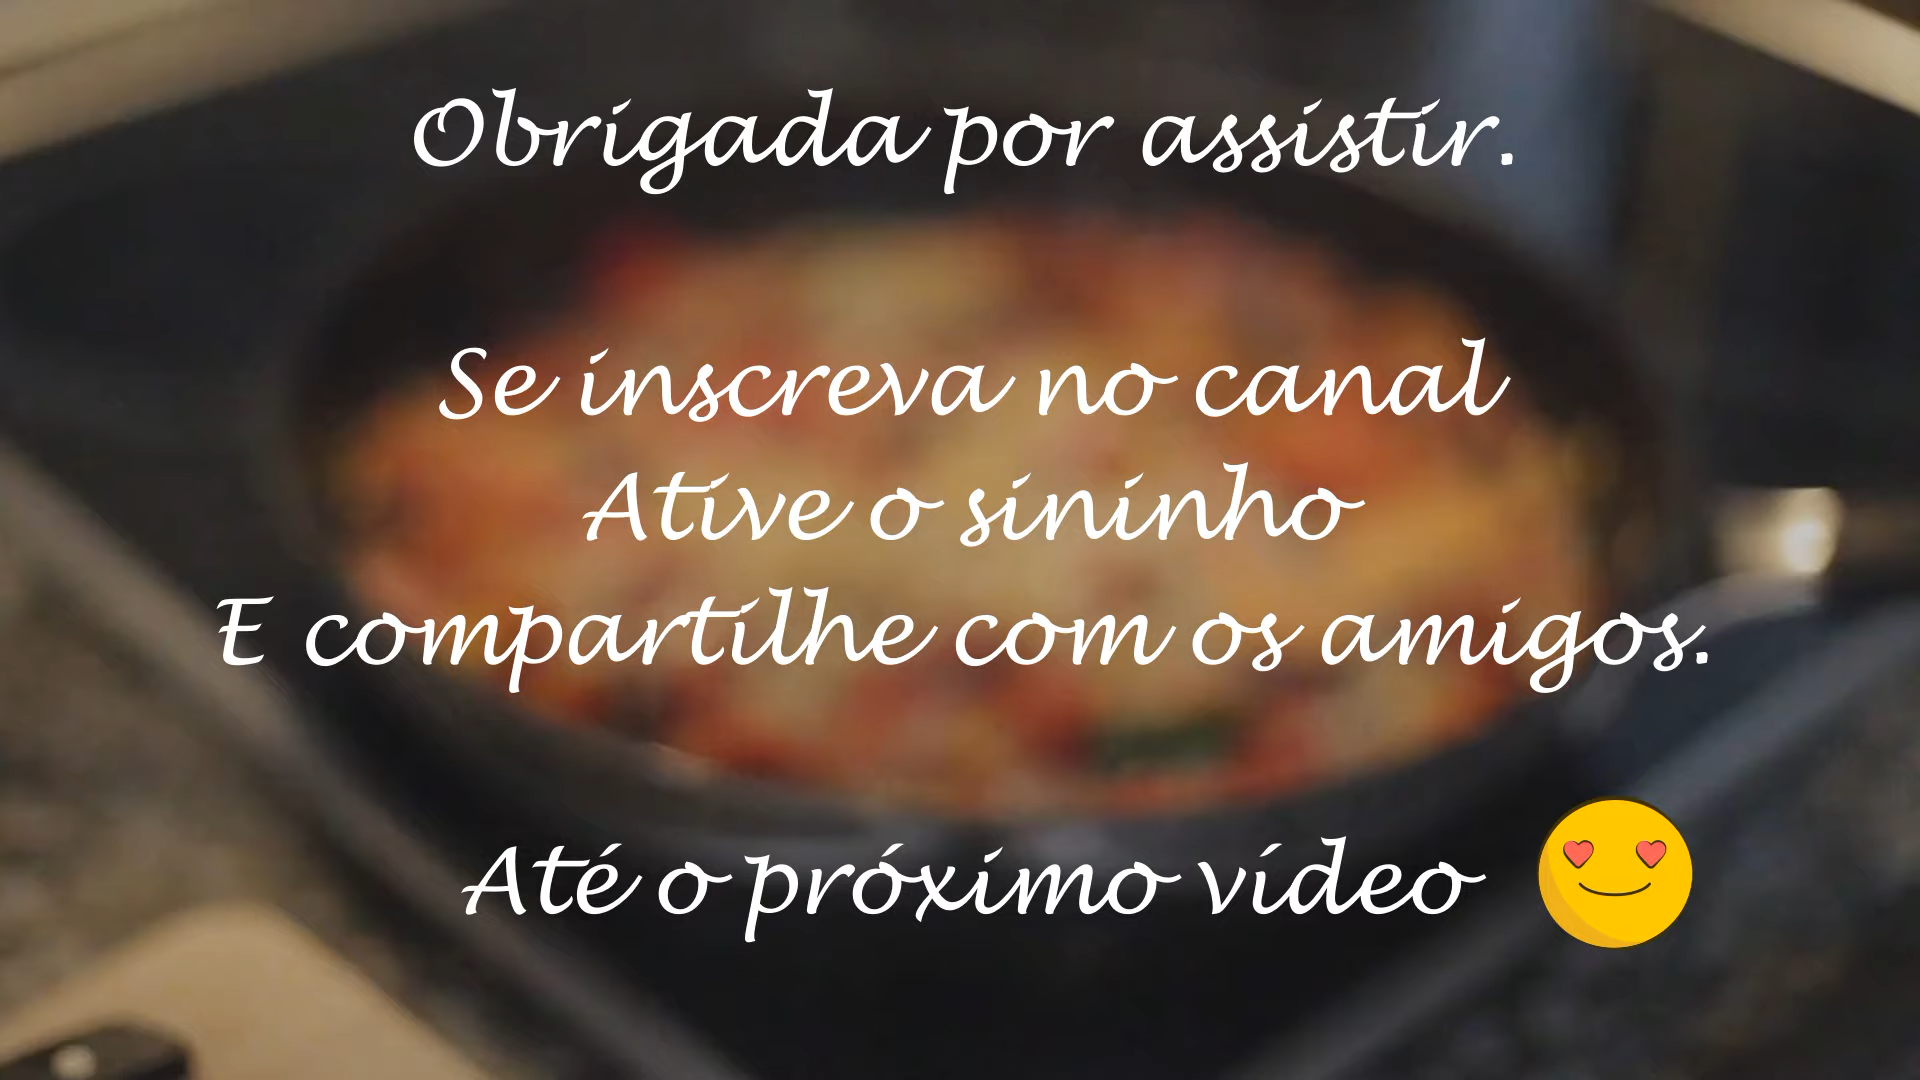 Obrigada por assistir.
Se inscreva no canal
Ative o sininho
E compartilhe com os amigos.
Até o próximo vídeo